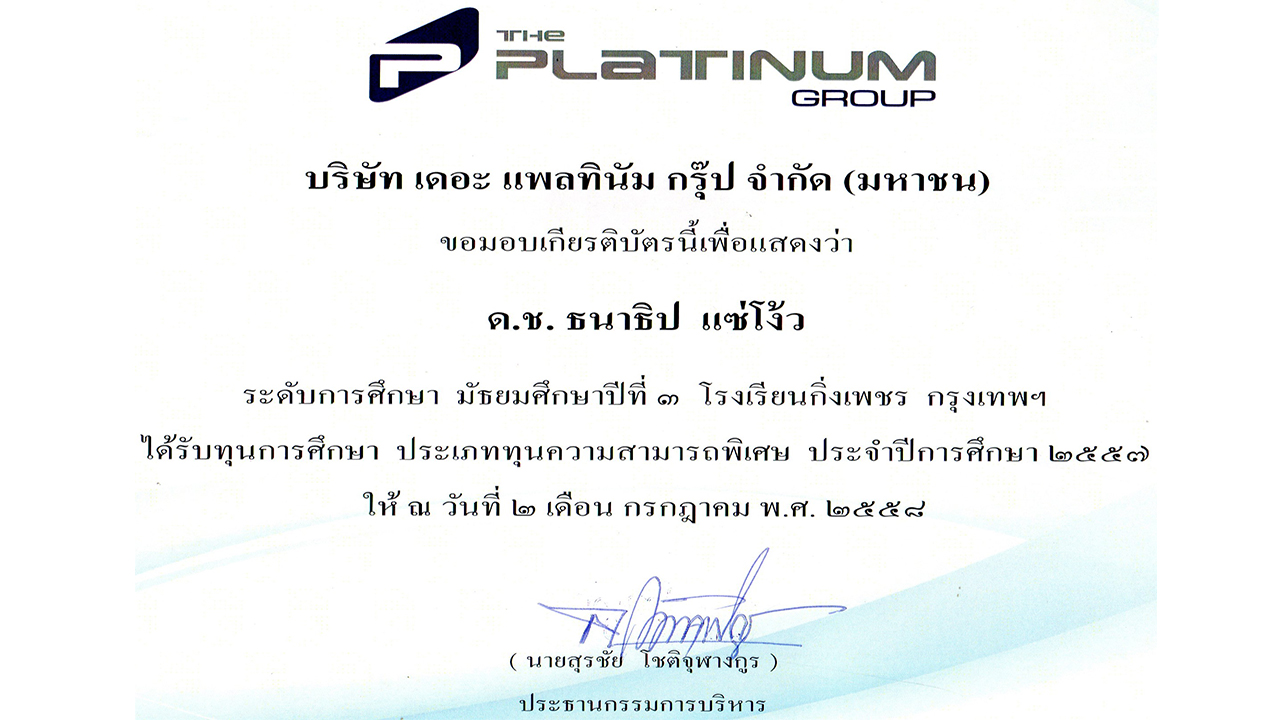 THE
PLATINUM
GROUP
บริษัท เดอะ แพลทินัม กรุ๊ป จำกัด (มหาชน)
ขอมอบเกียรติบัตรนี้เพื่อแสดงว่า
ด.ช. ธนาธิป แซ่โง้ว
ระดับการศึกษา มัธยมศึกษาปีที่ ๓ โรงเรียนกิ่งเพชร กรุงเทพฯ
ได้รับทุนการศึกษา ประเภททุนความสามารถพิเศษ ประจำปีการศึกษา ๒๕๕๗
ให้ ณ วันที่ ๒ เดือน กรกฎาคม พ.ศ. ๒๕๕๘
( นายสุรชัย โชติจุฬางกูร )
ประธานกรรมการบริหาร